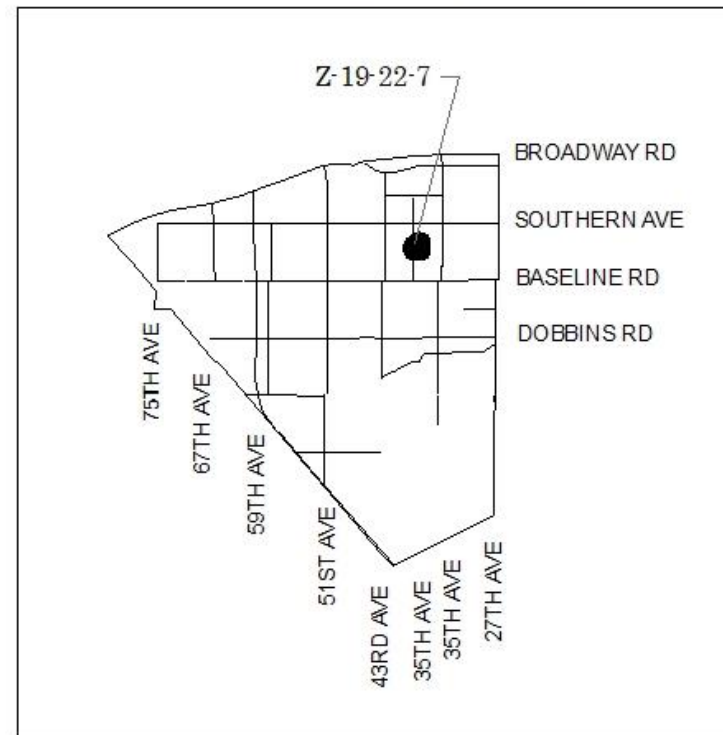 Z-19-22-7
BROADWAY RD
SOUTHERN AVE
BASELINE RD
DOBBINS RD
75TH AVE
67TH AVE
59TH AVE
51ST AVE
43RD AVE
35TH AVE
35TH AVE
27TH AVE